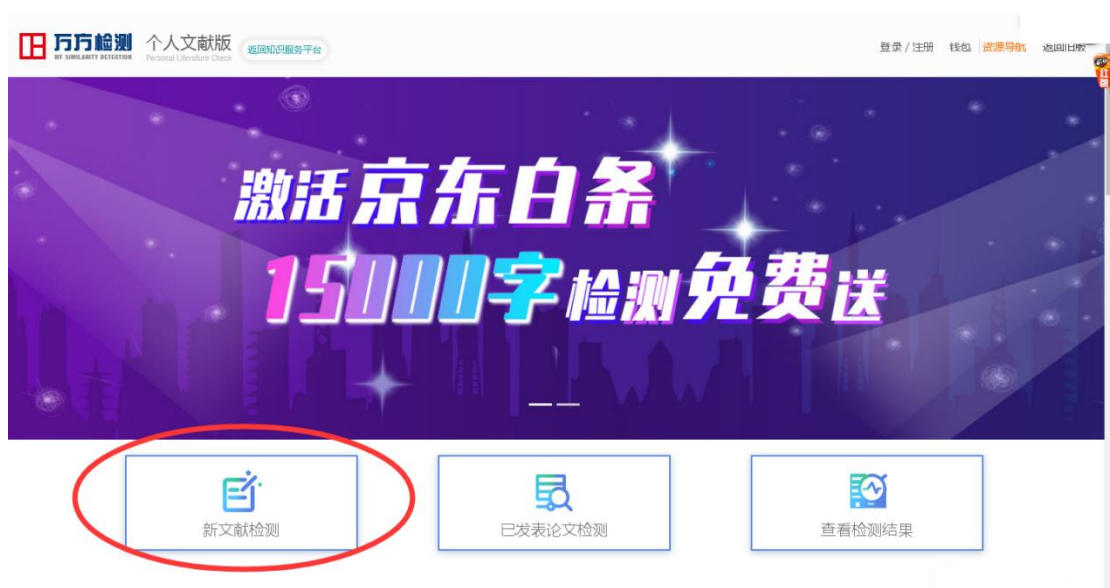 万方检测 个人文献版 返回知识服务平台
WF SIMILARITY DETECTION Personal Literature Check
登录 / 注册 钱包 资源导航 返回旧版
红包
激活京东白条
15000字检测免费送
新文献检测
已发表论文检测
查看检测结果